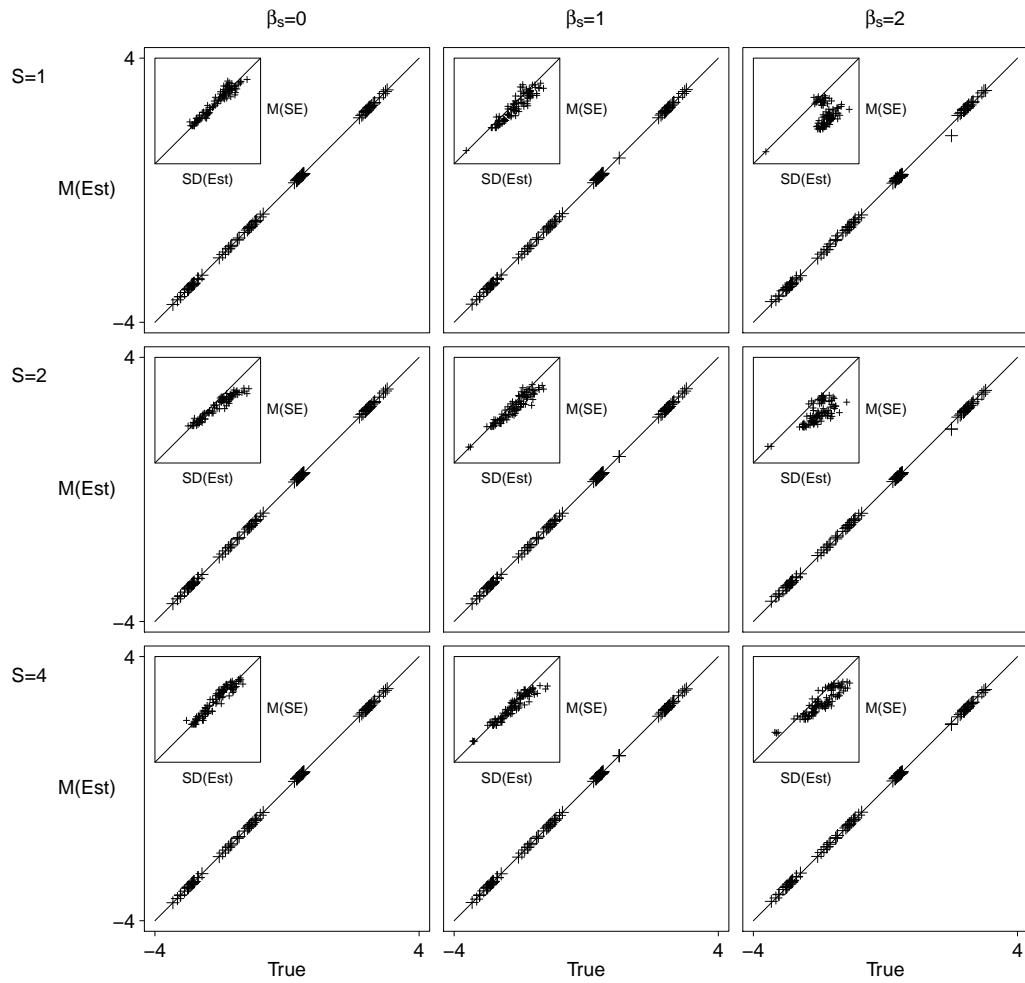 βs=0 βs=1 βs=2
S=1
4
M(SE) M(SE) M(SE)
SD(Est) SD(Est) SD(Est)
M(Est)
−4
S=2
4
M(SE) M(SE) M(SE)
SD(Est) SD(Est) SD(Est)
M(Est)
−4
S=4
4
M(SE) M(SE) M(SE)
SD(Est) SD(Est) SD(Est)
M(Est)
−4
−4 4 −4 4 −4 4
True True True